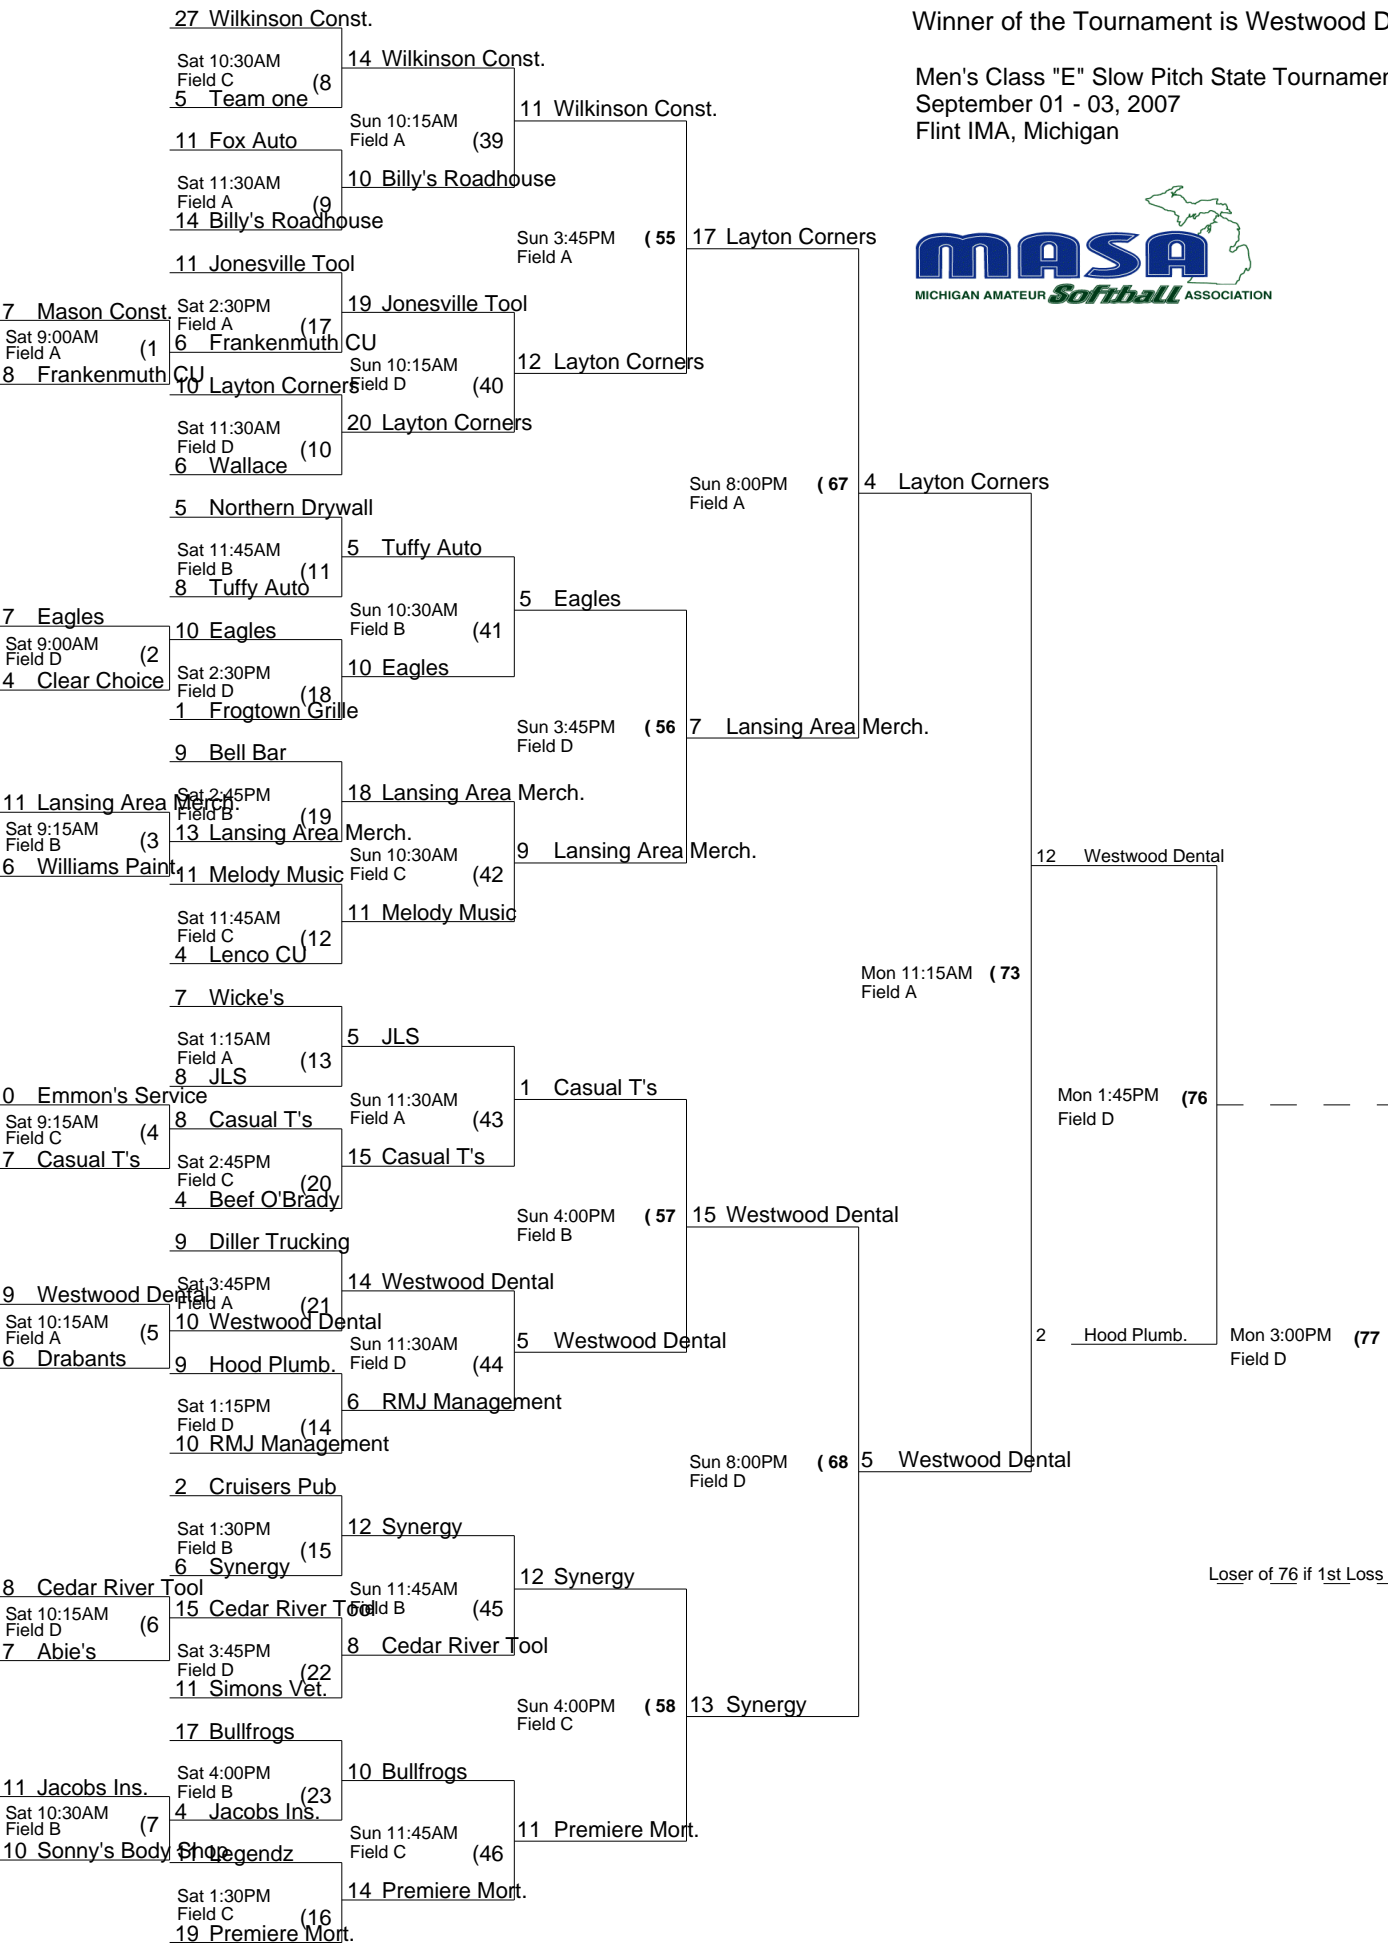 Winner of the Tournament is Westwood D
Men's Class "E" Slow Pitch State Tournamen
September 01 - 03, 2007
Flint IMA, Michigan
MASA
MICHIGAN AMATEUR Softball ASSOCIATION
7 Mason Const.
Sat 9:00AM
Field A (1
8 Frankenmuth CU
7 Eagles
Sat 9:00AM
Field D (2
4 Clear Choice
11 Lansing Area Merch.
Sat 9:15AM
Field B (3
6 Williams Paint.
0 Emmon's Service
Sat 9:15AM
Field C (4
7 Casual T's
9 Westwood Dental
Sat 10:15AM
Field A (5
6 Drabants
8 Cedar River Tool
Sat 10:15AM
Field D (6
7 Abie's
11 Jacobs Ins.
Sat 10:30AM
Field B (7
10 Sonny's Body Shop
27 Wilkinson Const.
Sat 10:30AM
Field C (8
5 Team one
11 Fox Auto
Sat 11:30AM
Field A (9
14 Billy's Roadhouse
11 Jonesville Tool
Sat 2:30PM
Field A (17
6 Frankenmuth CU
10 Layton Corners
Sat 11:30AM
Field D (10
6 Wallace
5 Northern Drywall
Sat 11:45AM
Field B (11
8 Tuffy Auto
10 Eagles
Sat 2:30PM
Field D (18
1 Frogtown Grille
9 Bell Bar
Sat 2:45PM
Field B (19
13 Lansing Area Merch.
11 Melody Music
Sat 11:45AM
Field C (12
4 Lenco CU
7 Wicke's
Sat 1:15AM
Field A (13
8 JLS
8 Casual T's
Sat 2:45PM
Field C (20
4 Beef O'Brady
9 Diller Trucking
Sat 3:45PM
Field A (21
10 Westwood Dental
9 Hood Plumb.
Sat 1:15PM
Field D (14
10 RMJ Management
2 Cruisers Pub
Sat 1:30PM
Field B (15
6 Synergy
15 Cedar River Tool
Sat 3:45PM
Field D (22
11 Simons Vet.
17 Bullfrogs
Sat 4:00PM
Field B (23
4 Jacobs Ins.
11 Legendz
Sat 1:30PM
Field C (16
19 Premiere Mort.
14 Wilkinson Const.
Sun 10:15AM
Field A (39
10 Billy's Roadhouse
19 Jonesville Tool
Sun 10:15AM
Field D (40
20 Layton Corners
5 Tuffy Auto
Sun 10:30AM
Field B (41
10 Eagles
18 Lansing Area Merch.
Sun 10:30AM
Field C (42
11 Melody Music
5 JLS
Sun 11:30AM
Field A (43
15 Casual T's
14 Westwood Dental
Sun 11:30AM
Field D (44
6 RMJ Management
12 Synergy
Sun 11:45AM
Field B (45
8 Cedar River Tool
10 Bullfrogs
Sun 11:45AM
Field C (46
14 Premiere Mort.
11 Wilkinson Const.
Sun 3:45PM ( 55
Field A
12 Layton Corners
5 Eagles
Sun 3:45PM ( 56
Field D
9 Lansing Area Merch.
1 Casual T's
Sun 4:00PM ( 57
Field B
5 Westwood Dental
12 Synergy
Sun 4:00PM ( 58
Field C
11 Premiere Mort.
17 Layton Corners
Sun 8:00PM ( 67
Field A
7 Lansing Area Merch.
15 Westwood Dental
Sun 8:00PM ( 68
Field D
13 Synergy
4 Layton Corners
Mon 11:15AM ( 73
Field A
5 Westwood Dental
12 Westwood Dental
Mon 1:45PM (76
Field D
2 Hood Plumb.
Mon 3:00PM (77
Field D
Loser of 76 if 1st Loss